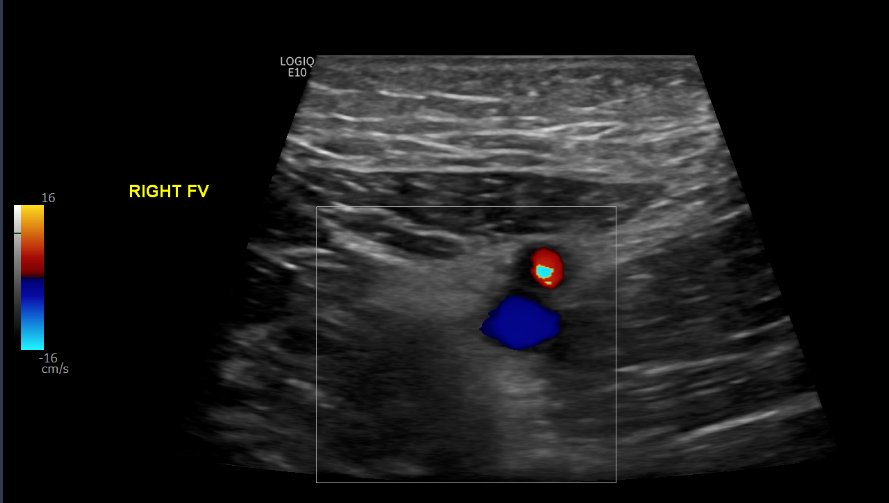 LOGIQ
E10
RIGHT FV
16
-16
cm/s